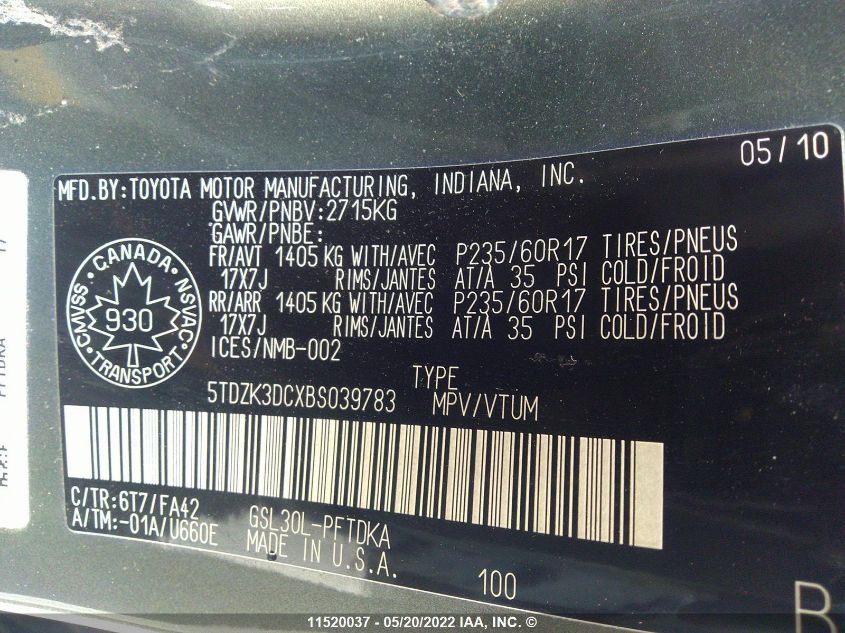 05/10
MFD.BY:TOYOTA MOTOR MANUFACTURING, INDIANA, INC.
GVWR/PNBV:2715KG
GAWR/PNBE:
FR/AVT 1405 KG WITH/AVEC P235/60R17 TIRES/PNEUS
17X7J RIMS/JANTES AT/A 35 PSI COLD/FROID
RR/ARR 1405 KG WITH/AVEC P235/60R17 TIRES/PNEUS
17X7J RIMS/JANTES AT/A 35 PSI COLD/FROID
ICES/NMB-002
CANADA
CMVSS 930 NSVAC
TRANSPORT
TYPE
5TDZK3DCXBS039783 MPV/VTUM
C/TR:6T7/FA42 GSL30L-PFTDKA
A/TM:-01A/U660E MADE IN U.S.A.
100
B
11520037 - 05/20/2022 IAA, Inc. ©